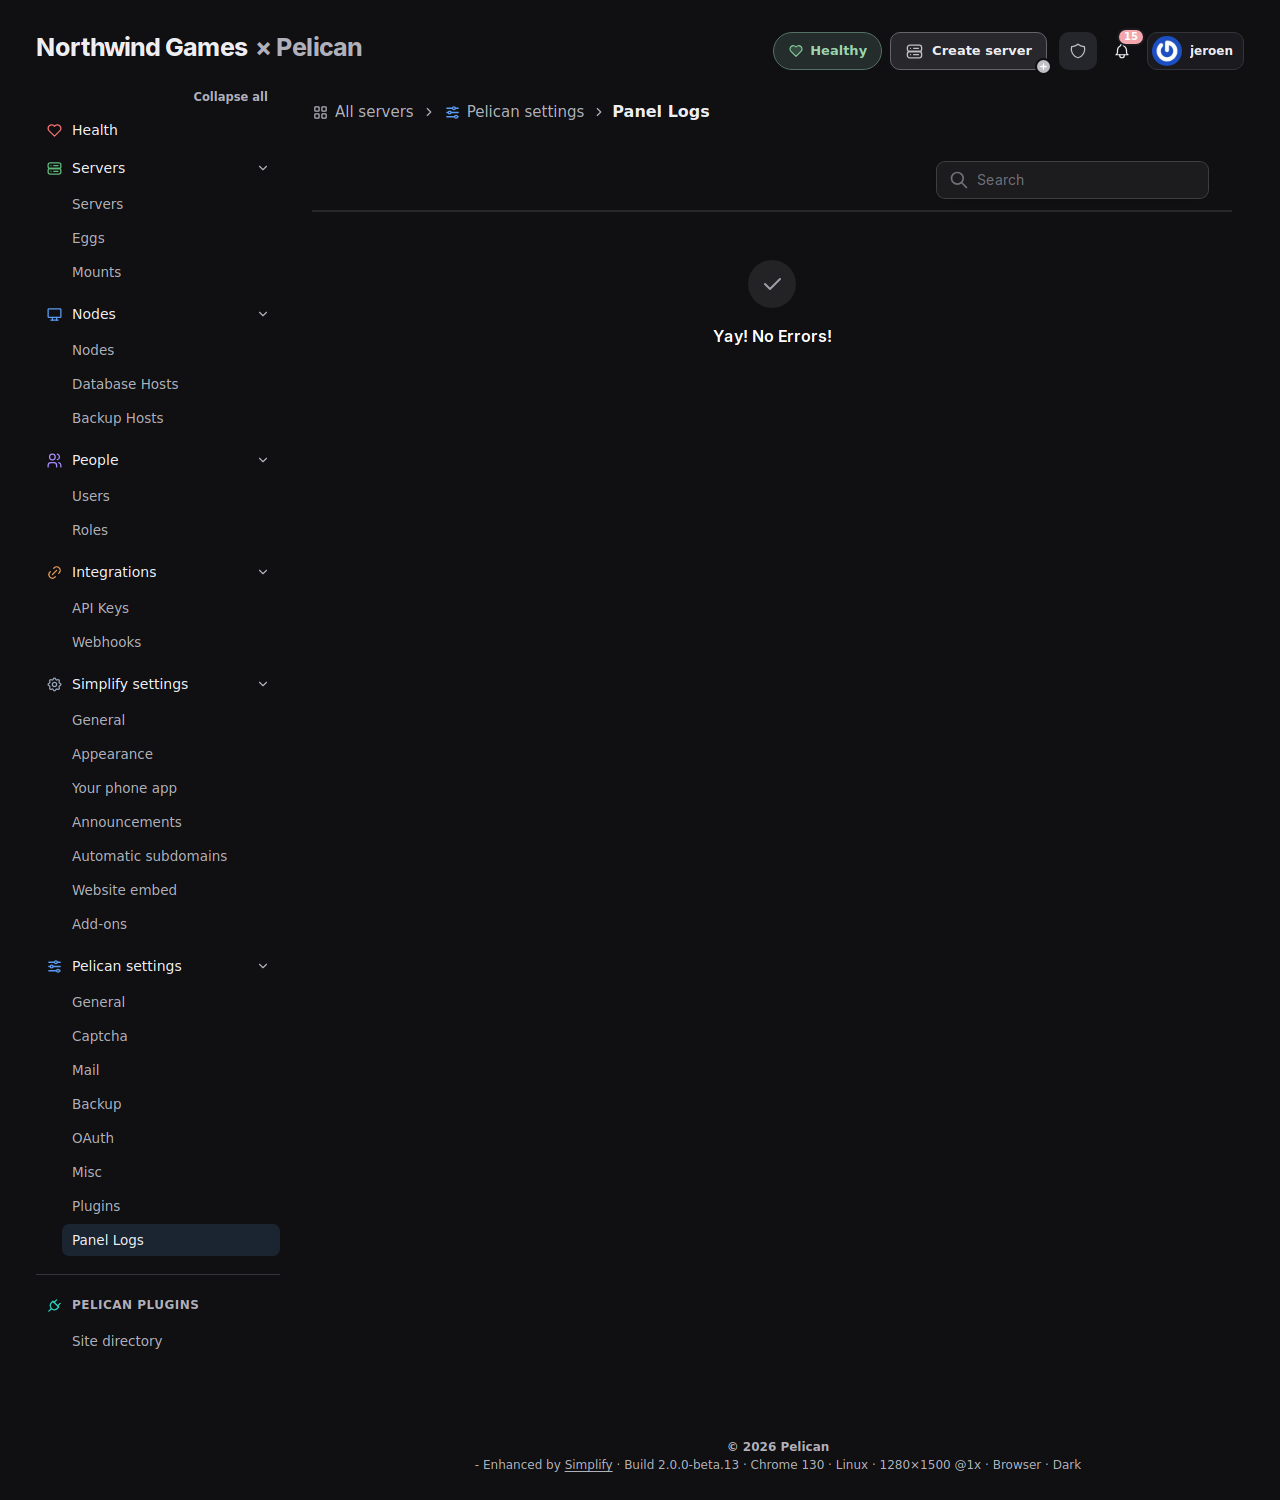 Northwind Games × Pelican
Healthy
Create server
15
jeroen
Collapse all
All servers > Pelican settings > Panel Logs
Health
Servers
Search
Servers
Eggs
Mounts
Yay! No Errors!
Nodes
Nodes
Database Hosts
Backup Hosts
People
Users
Roles
Integrations
API Keys
Webhooks
Simplify settings
General
Appearance
Your phone app
Announcements
Automatic subdomains
Website embed
Add-ons
Pelican settings
General
Captcha
Mail
Backup
OAuth
Misc
Plugins
Panel Logs
PELICAN PLUGINS
Site directory
© 2026 Pelican
- Enhanced by Simplify · Build 2.0.0-beta.13 · Chrome 130 · Linux · 1280×1500 @1x · Browser · Dark